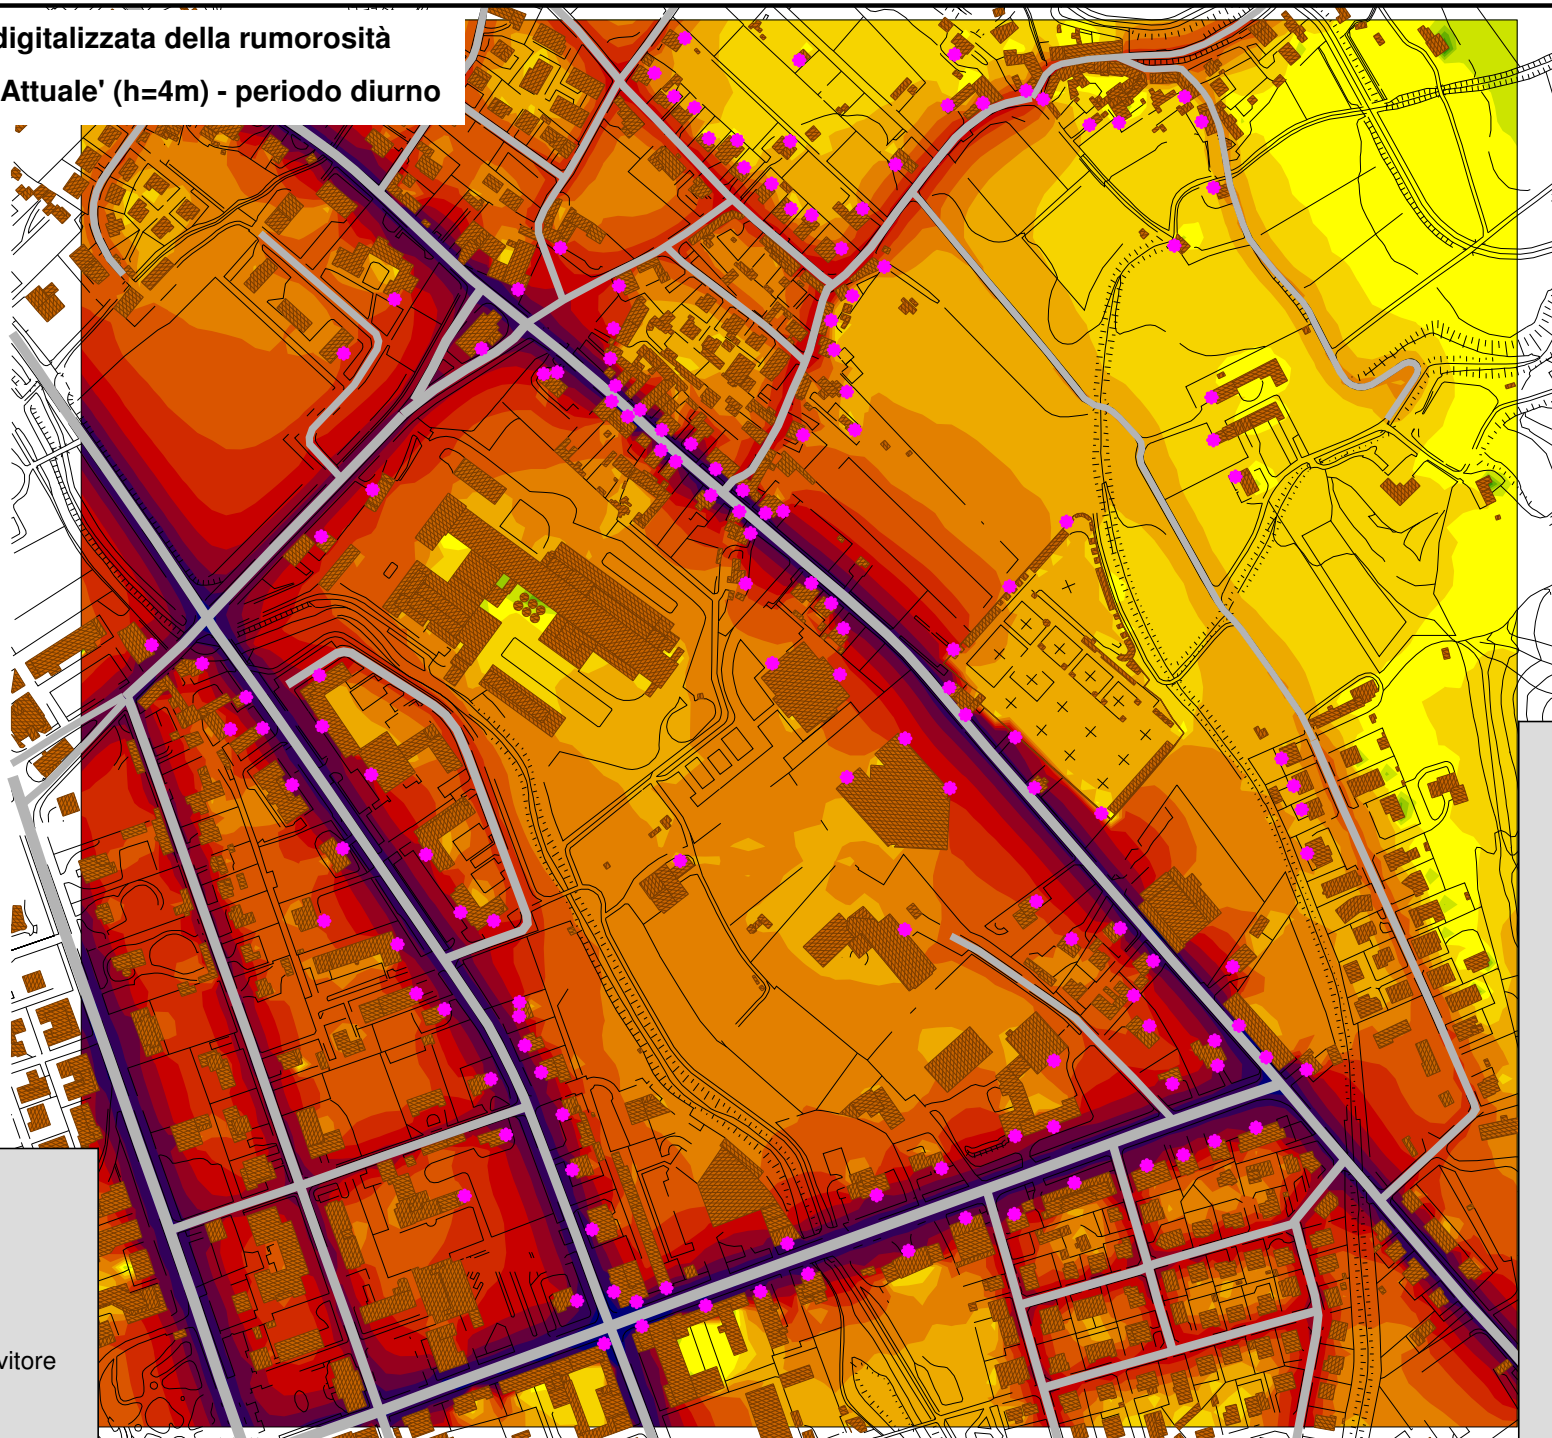 digitalizzata della rumorosità
Attuale' (h=4m) - periodo diurno
vitore